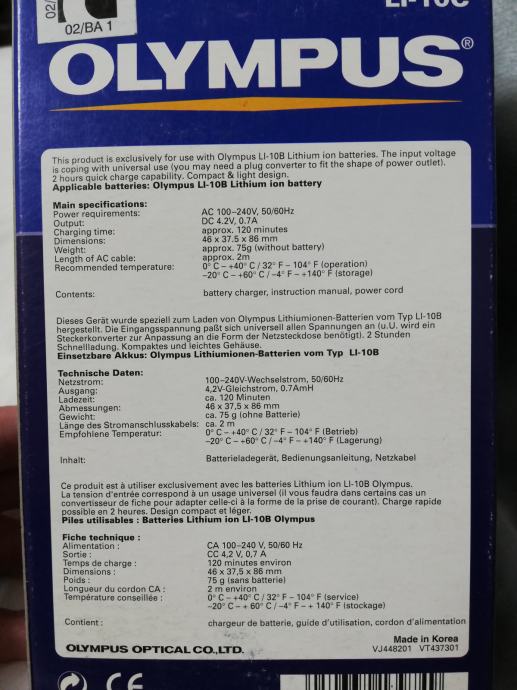 02/
02/BA 1
LI-10C
OLYMPUS®
This product is exclusively for use with Olympus LI-10B Lithium ion batteries. The input voltage
is coping with universal use (you may need a plug converter to fit the shape of power outlet).
2 hours quick charge capability. Compact & light design.
Applicable batteries: Olympus LI-10B Lithium ion battery
Main specifications:
Power requirements: AC 100–240V, 50/60Hz
Output: DC 4.2V, 0.7A
Charging time: approx. 120 minutes
Dimensions: 46 x 37.5 x 86 mm
Weight: approx. 75g (without battery)
Length of AC cable: approx. 2m
Recommended temperature: 0° C – +40° C / 32° F – 104° F (operation)
–20° C – +60° C / –4° F – +140° F (storage)
Contents: battery charger, instruction manual, power cord
Dieses Gerät wurde speziell zum Laden von Olympus Lithiumionen-Batterien vom Typ LI-10B
hergestellt. Die Eingangsspannung paßt sich universell allen Spannungen an (u.U. wird ein
Steckerkonverter zur Anpassung an die Form der Netzsteckdose benötigt). 2 Stunden
Schnellladung. Kompaktes und leichtes Gehäuse.
Einsetzbare Akkus: Olympus Lithiumionen-Batterien vom Typ LI-10B
Technische Daten:
Netzstrom: 100-240V-Wechselstrom, 50/60Hz
Ausgang: 4,2V-Gleichstrom, 0.7AmH
Ladezeit: ca. 120 Minuten
Abmessungen: 46 x 37,5 x 86 mm
Gewicht: ca. 75 g (ohne Batterie)
Länge des Stromanschlusskabels: ca. 2 m
Empfohlene Temperatur: 0° C – +40° C / 32° F – 104° F (Betrieb)
–20° C – +60° C / –4° F – +140° F (Lagerung)
Inhalt: Batterieladegerät, Bedienungsanleitung, Netzkabel
Ce produit est à utiliser exclusivement avec les batteries Lithium ion LI-10B Olympus.
La tension d'entrée correspond à un usage universel (il vous faudra dans certains cas un
convertisseur de fiche pour adapter celle-ci à la forme de la prise de courant). Charge rapide
possible en 2 heures. Design compact et léger.
Piles utilisables : Batteries Lithium ion LI-10B Olympus
Fiche technique :
Alimentation : CA 100–240 V, 50/60 Hz
Sortie : CC 4,2 V, 0,7 A
Temps de charge : 120 minutes environ
Dimensions : 46 x 37,5 x 86 mm
Poids : 75 g (sans batterie)
Longueur du cordon CA : 2 m environ
Température conseillée : 0° C – +40° C / 32° F – 104° F (service)
–20° C – + 60° C / –4° F – + 140° F (stockage)
Contient : chargeur de batterie, guide d'utilisation, cordon d'alimentation
Made in Korea
OLYMPUS OPTICAL CO.,LTD. VJ448201 VT437301
CE